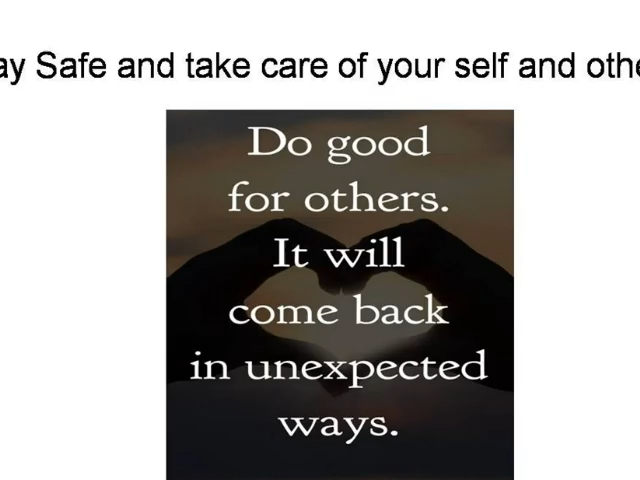 ay Safe and take care of your self and othe
Do good
for others.
It will
come back
in unexpected
ways.